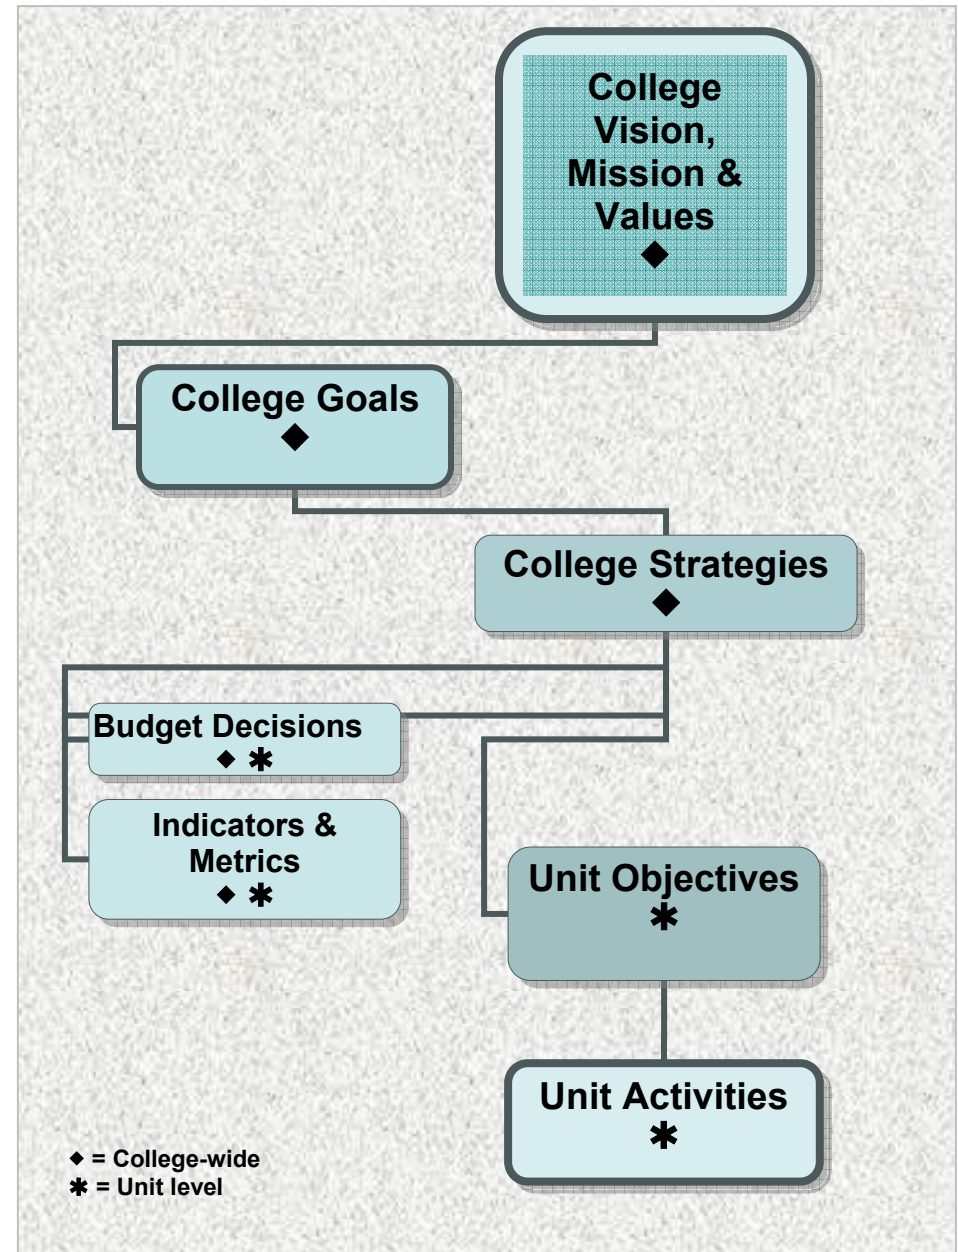 College
Vision,
Mission &
Values
◆
College Goals
◆
College Strategies
◆
Budget Decisions
◆ ✱
Indicators &
Metrics
◆ ✱
Unit Objectives
✱
Unit Activities
✱
◆ = College-wide
✱ = Unit level